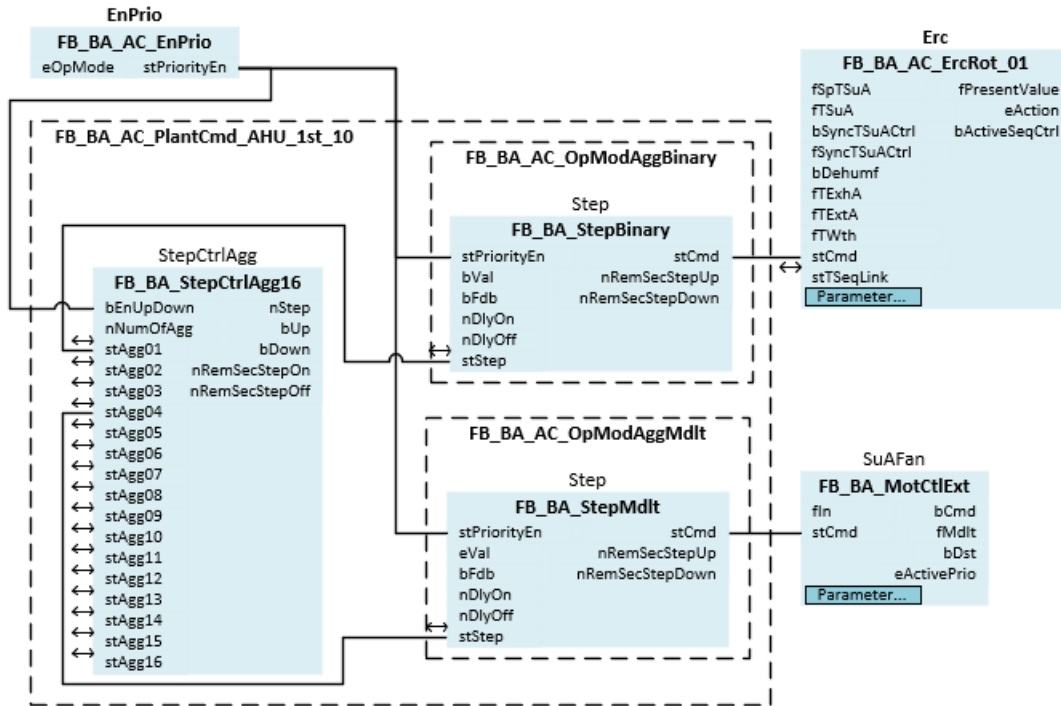 EnPrio
FB_BA_AC_EnPrio
eOpMode stPriorityEn
FB_BA_AC_PlantCmd_AHU_1st_10
StepCtrlAgg
FB_BA_StepCtrlAgg16
bEnUpDown nStep
nNumOfAgg bUp
stAgg01 bDown
stAgg02 nRemSecStepOn
stAgg03 nRemSecStepOff
stAgg04
stAgg05
stAgg06
stAgg07
stAgg08
stAgg09
stAgg10
stAgg11
stAgg12
stAgg13
stAgg14
stAgg15
stAgg16
FB_BA_AC_OpModAggBinary
Step
FB_BA_StepBinary
stPriorityEn stCmd
bVal nRemSecStepUp
bFdb nRemSecStepDown
nDlyOn
nDlyOff
stStep
FB_BA_AC_OpModAggMdlt
Step
FB_BA_StepMdlt
stPriorityEn stCmd
eVal nRemSecStepUp
bFdb nRemSecStepDown
nDlyOn
nDlyOff
stStep
Erc
FB_BA_AC_ErcRot_01
fSpTSuA fPresentValue
fTSuA eAction
bSyncTSuACtrl bActiveSeqCtrl
fSyncTSuACtrl
bDehumf
fTExhA
fTExtA
fTWth
stCmd
stTSeqLink
Parameter...
SuAFan
FB_BA_MotCtlExt
fIn bCmd
stCmd fMdlt
bDst
eActivePrio
Parameter...